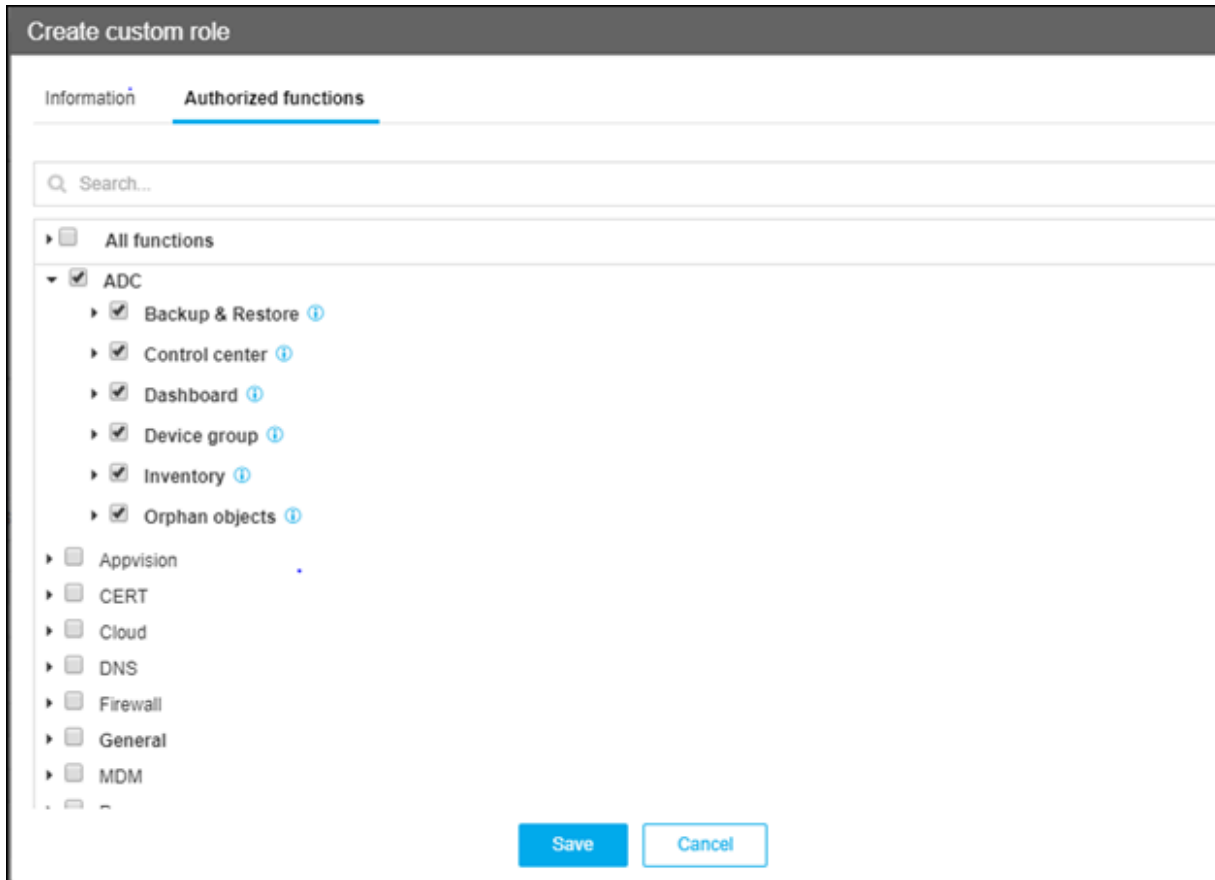 Create custom role
Information Authorized functions
Search...
All functions
ADC
Backup & Restore
Control center
Dashboard
Device group
Inventory
Orphan objects
Appvision
CERT
Cloud
DNS
Firewall
General
MDM
Save Cancel